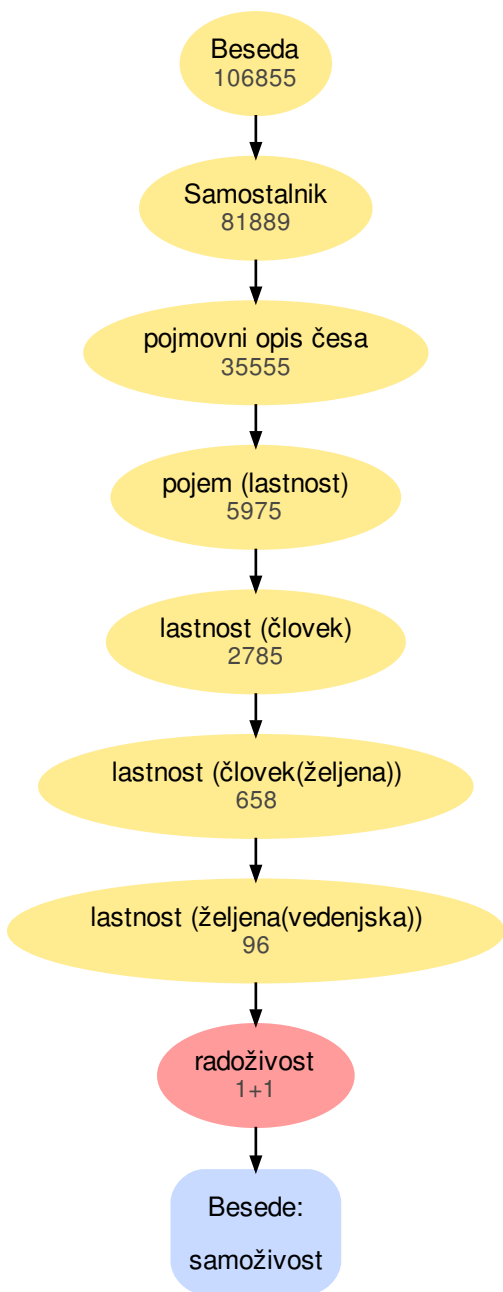 Beseda
106855
Samostalnik
81889
pojmovni opis česa
35555
pojem (lastnost)
5975
lastnost (človek)
2785
lastnost (človek(željena))
658
lastnost (željena(vedenjska))
96
radoživost
1+1
Besede:
samoživost